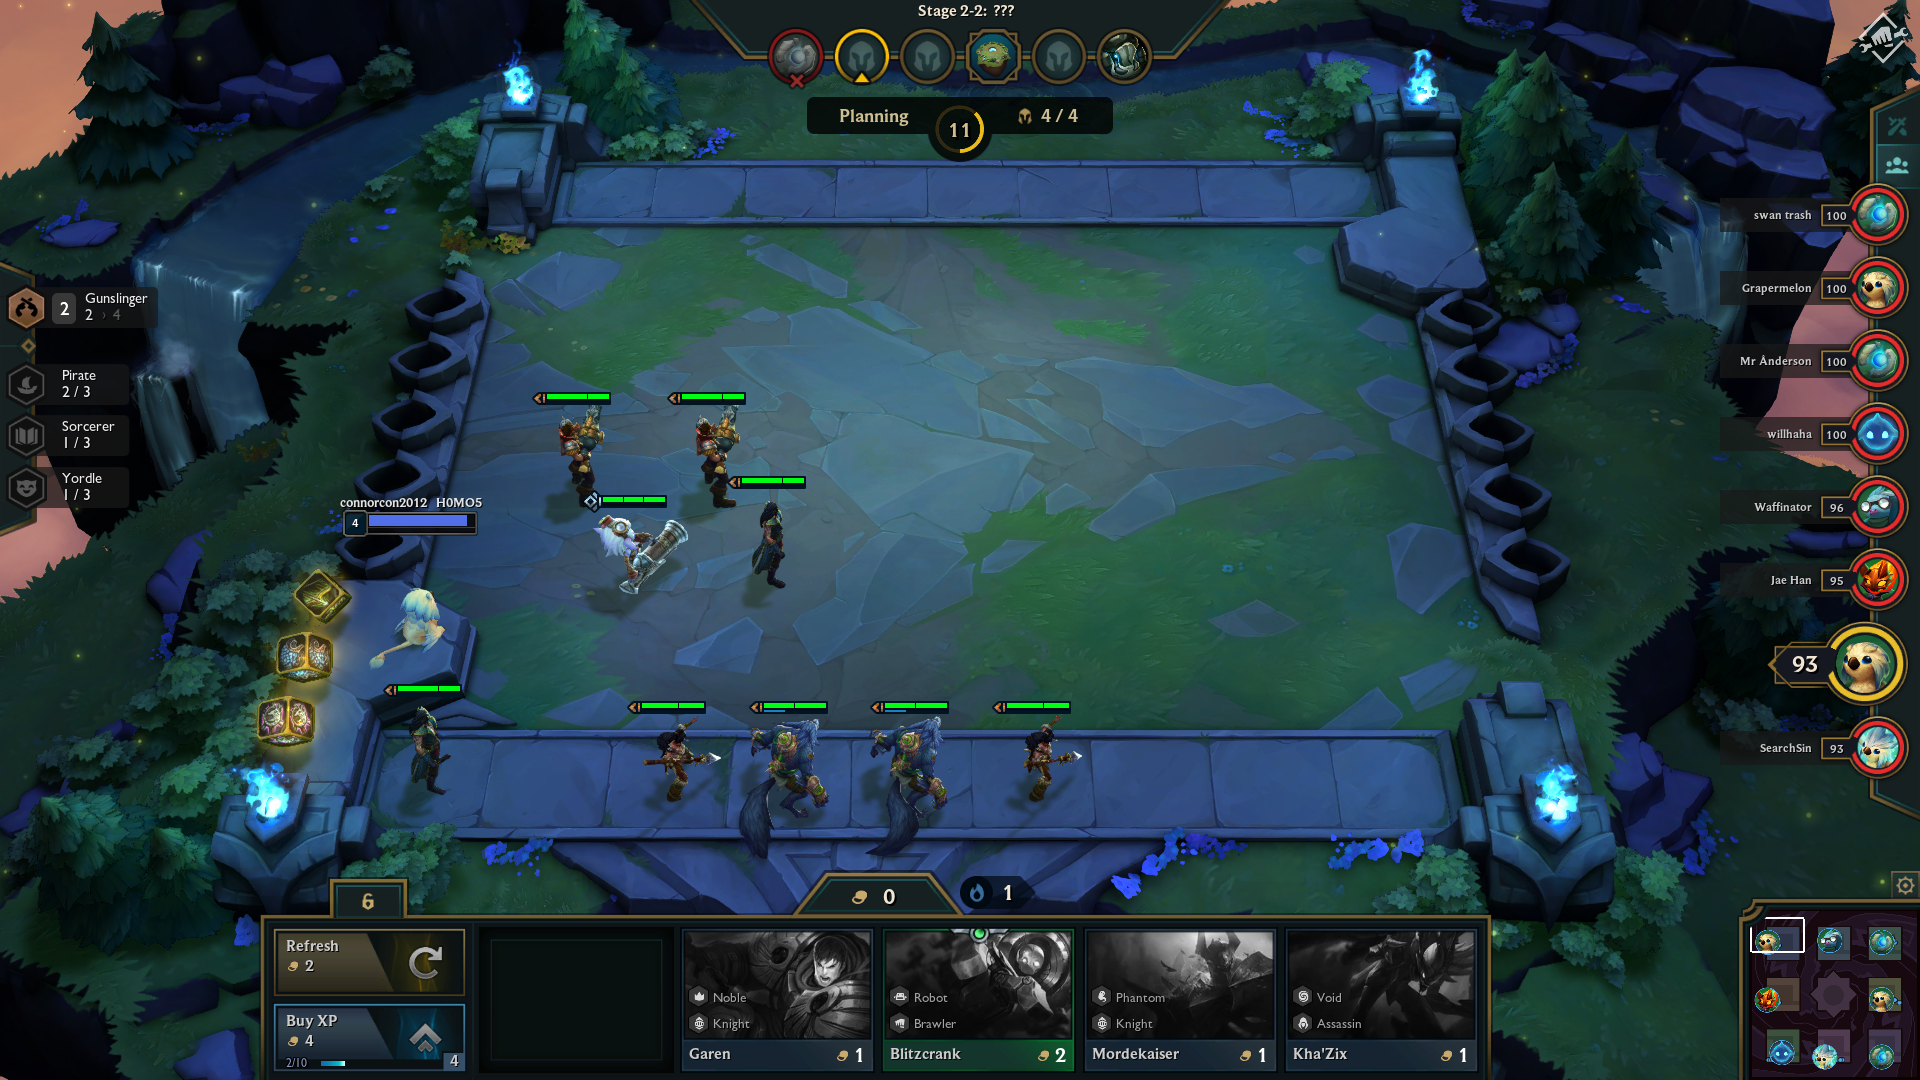 Stage 2-2: ???
Planning
11
4 / 4
swan trash 100
Grapermelon 100
Mr Ånderson 100
willhaha 100
Waffinator 96
Jae Han 95
93
SearchSin 93
2 Gunslinger
2 › 4
Pirate
2 / 3
Sorcerer
1 / 3
Yordle
1 / 3
connorcon2012 H0MO5
4
6
0
1
Refresh
2
Buy XP
4
2/10
4
Noble
Knight
Garen 1
Robot
Brawler
Blitzcrank 2
Phantom
Knight
Mordekaiser 1
Void
Assassin
Kha'Zix 1